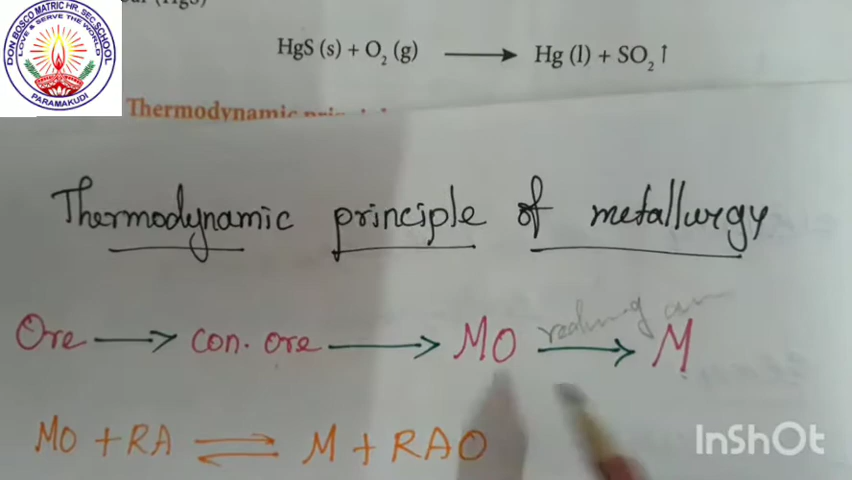 DON BOSCO MATRIC HR. SEC. SCHOOL
LOVE & SERVE THE WORLD
PARAMAKUDI
HgS (s) + O₂ (g) ⟶ Hg (l) + SO₂ ↑
Thermodynamic
Thermodynamic principle of metallurgy
Ore → con. ore → MO → M
MO + RA ⇌ M + RAO
InShOt